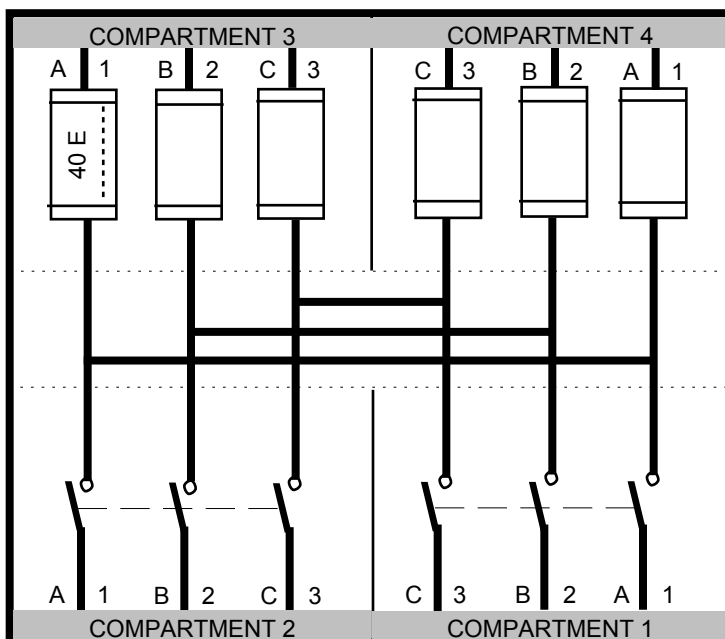 COMPARTMENT 3 COMPARTMENT 4
A 1 B 2 C 3 C 3 B 2 A 1
40 E
A 1 B 2 C 3 C 3 B 2 A 1
COMPARTMENT 2 COMPARTMENT 1